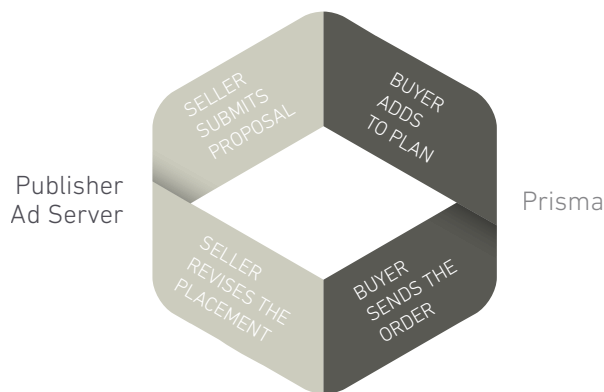 SELLER
SUBMITS
PROPOSAL
BUYER
ADDS
TO PLAN
Publisher
Ad Server
Prisma
SELLER
REVISES THE
PLACEMENT
BUYER
SENDS THE
ORDER